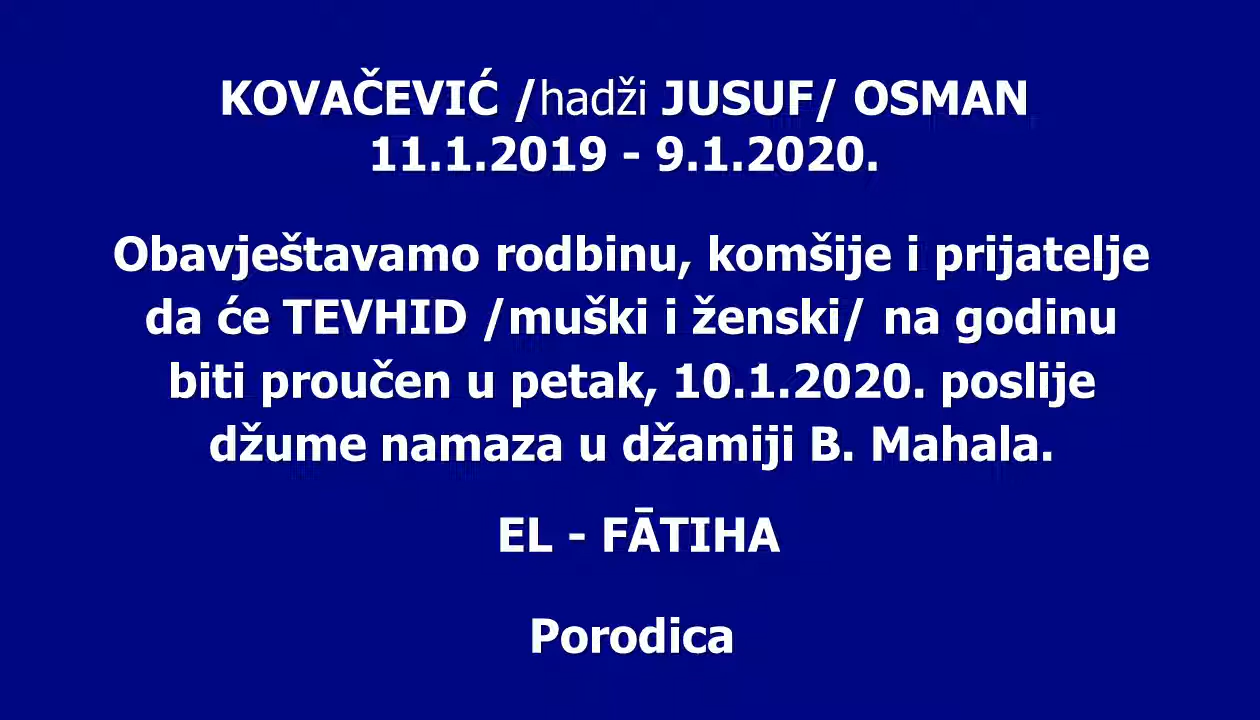 KOVAČEVIĆ /hadži JUSUF/ OSMAN
11.1.2019 - 9.1.2020.
Obavještavamo rodbinu, komšije i prijatelje
da će TEVHID /muški i ženski/ na godinu
biti proučen u petak, 10.1.2020. poslije
džume namaza u džamiji B. Mahala.
EL - FĀTIHA
Porodica